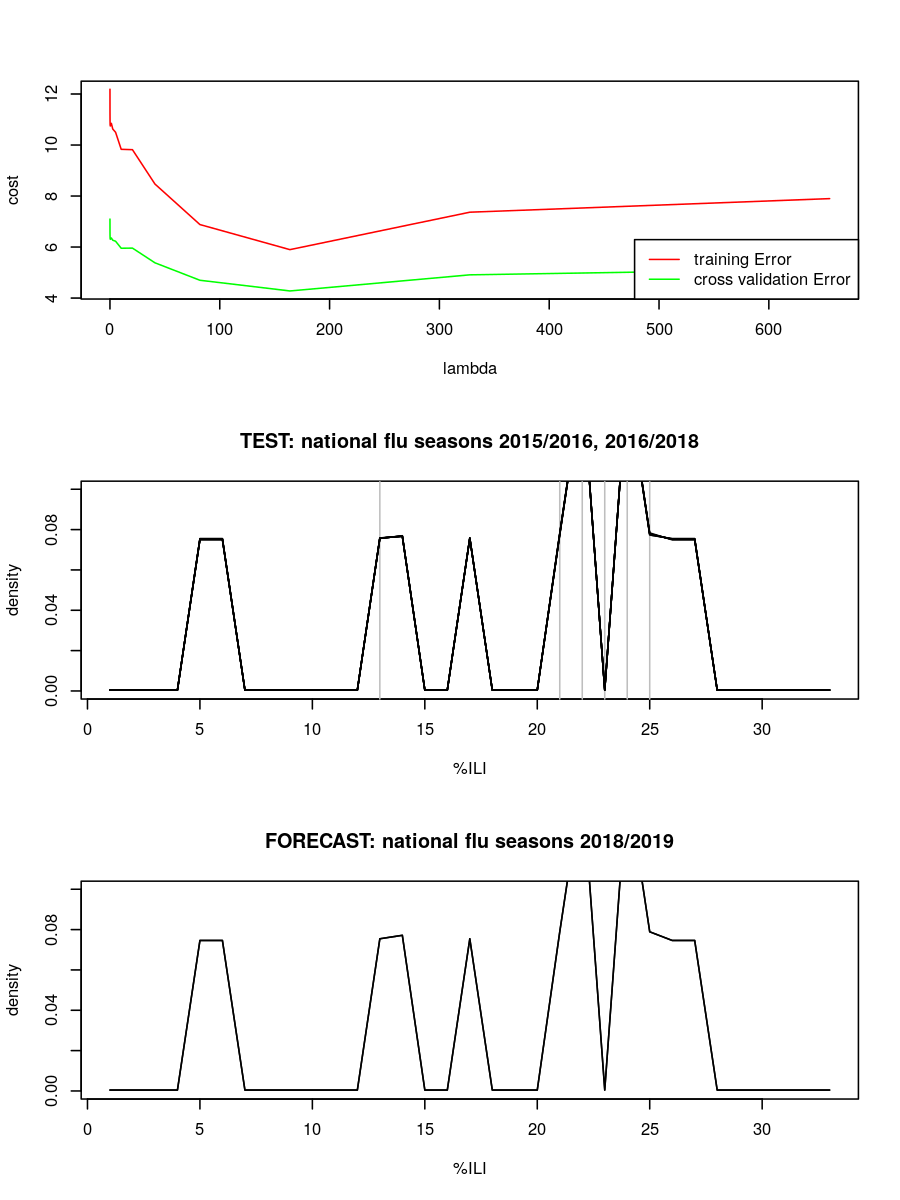 12
10
8
6
4
cost
training Error
cross validation Error
0 100 200 300 400 500 600
lambda
TEST: national flu seasons 2015/2016, 2016/2018
0.08
0.04
0.00
density
0 5 10 15 20 25 30
%ILI
FORECAST: national flu seasons 2018/2019
0.08
0.04
0.00
density
0 5 10 15 20 25 30
%ILI